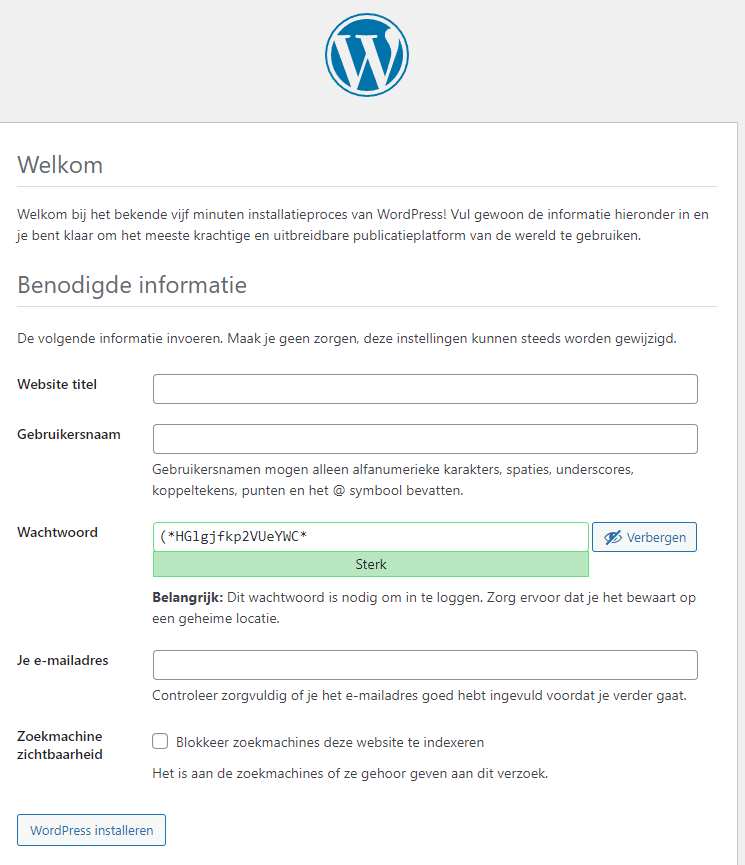 Welkom
Welkom bij het bekende vijf minuten installatieproces van WordPress! Vul gewoon de informatie hieronder in en
je bent klaar om het meeste krachtige en uitbreidbare publicatieplatform van de wereld te gebruiken.
Benodigde informatie
De volgende informatie invoeren. Maak je geen zorgen, deze instellingen kunnen steeds worden gewijzigd.
Website titel
Gebruikersnaam
Gebruikersnamen mogen alleen alfanumerieke karakters, spaties, underscores,
koppeltekens, punten en het @ symbool bevatten.
Wachtwoord
(*HGlgjfkp2VUeYWC*
Verbergen
Sterk
Belangrijk: Dit wachtwoord is nodig om in te loggen. Zorg ervoor dat je het bewaart op
een geheime locatie.
Je e-mailadres
Controleer zorgvuldig of je het e-mailadres goed hebt ingevuld voordat je verder gaat.
Zoekmachine
zichtbaarheid
Blokkeer zoekmachines deze website te indexeren
Het is aan de zoekmachines of ze gehoor geven aan dit verzoek.
WordPress installeren